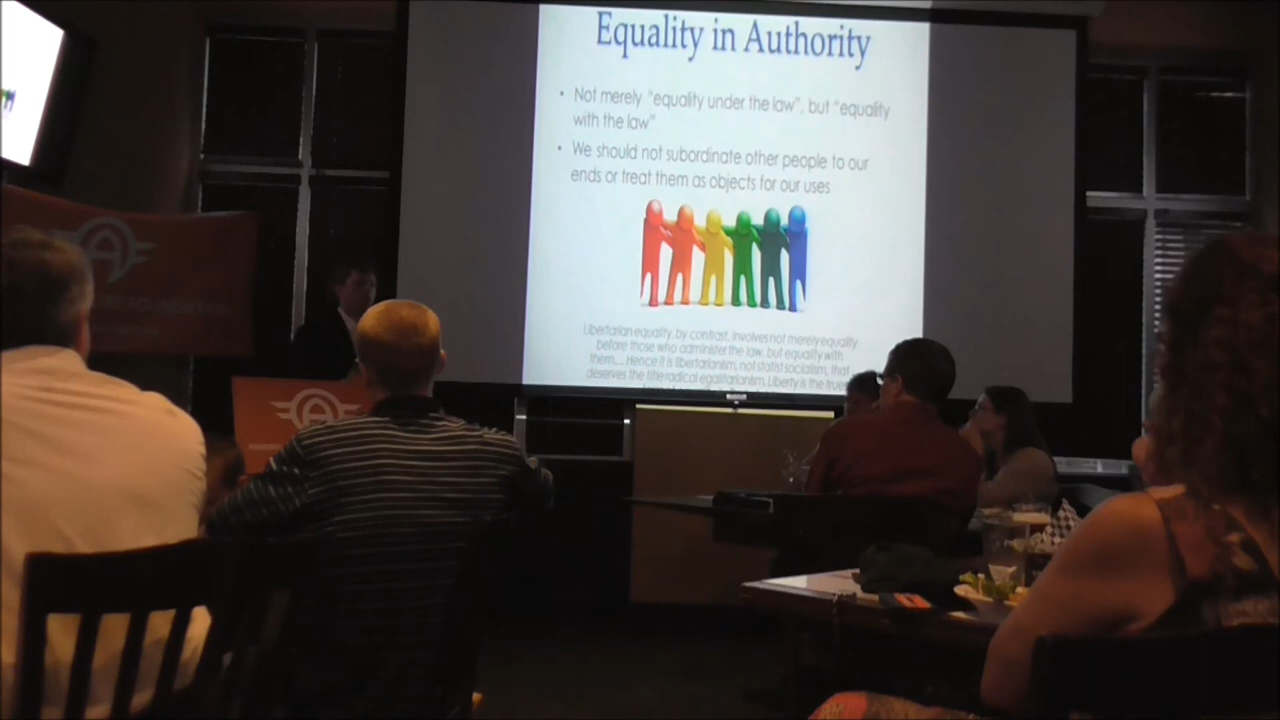 Equality in Authority
• Not merely "equality under the law", but "equality
with the law"
• We should not subordinate other people to our
ends or treat them as objects for our uses
Libertarian equality, by contrast, involves not merely equality
before those who administer the law, but equality with
them.... Hence it is libertarianism, not statist socialism, that
deserves the title radical egalitarianism. Liberty is the true
FOUNDATION